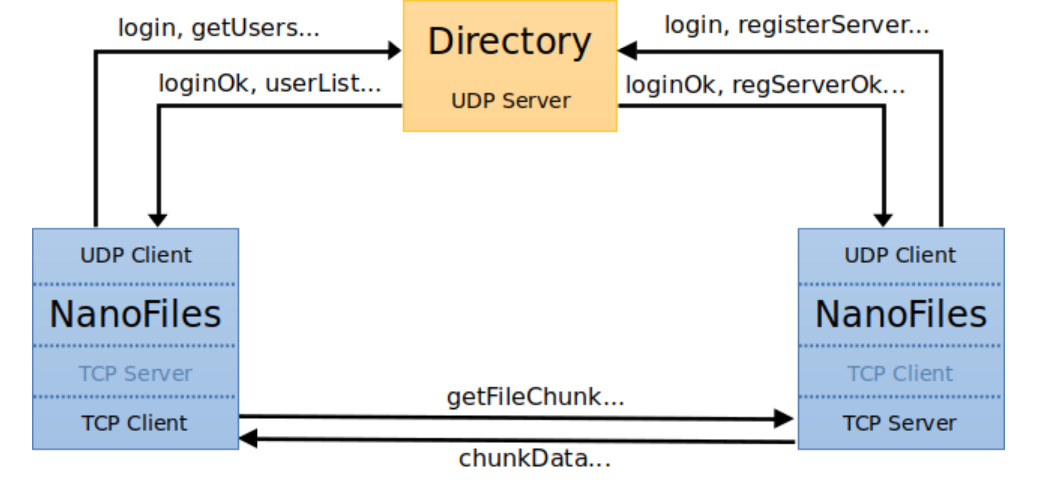 login, getUsers...
Directory
login, registerServer...
loginOk, userList...
UDP Server
loginOk, regServerOk...
UDP Client
NanoFiles
TCP Server
TCP Client
UDP Client
NanoFiles
TCP Client
TCP Server
getFileChunk...
chunkData...